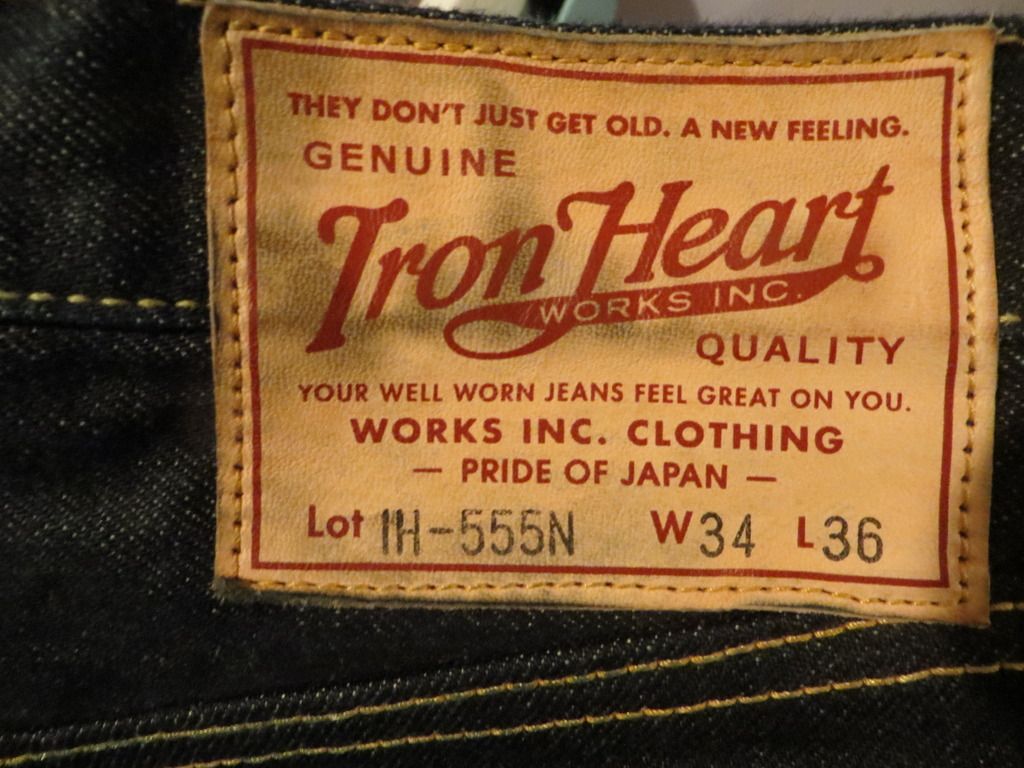 THEY DON'T JUST GET OLD. A NEW FEELING.
GENUINE
Iron Heart
WORKS INC.
QUALITY
YOUR WELL WORN JEANS FEEL GREAT ON YOU.
WORKS INC. CLOTHING
— PRIDE OF JAPAN —
Lot IH-555N W34 L36